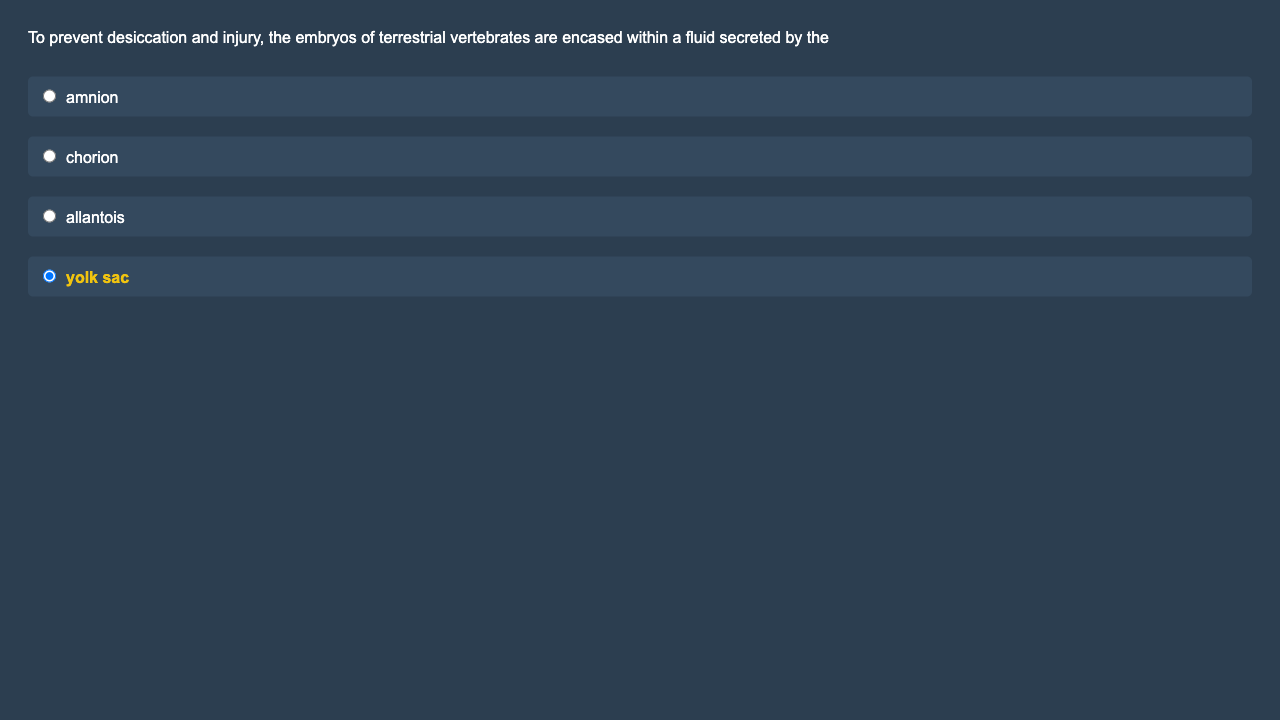 To prevent desiccation and injury, the embryos of terrestrial vertebrates are encased within a fluid secreted by the
amnion
chorion
allantois
yolk sac